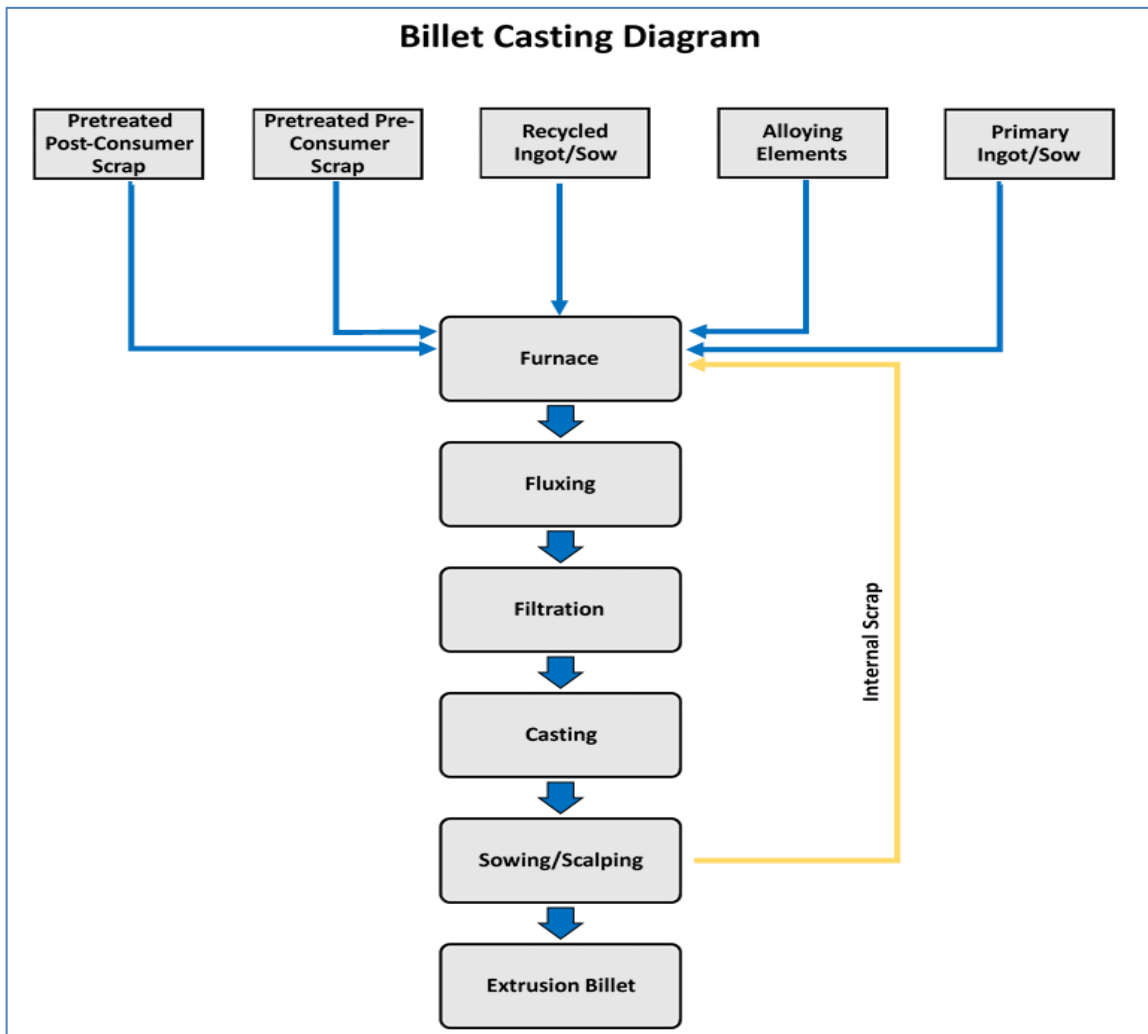 Billet Casting Diagram
Pretreated
Post-Consumer
Scrap
Pretreated Pre-
Consumer
Scrap
Recycled
Ingot/Sow
Alloying
Elements
Primary
Ingot/Sow
Furnace
Fluxing
Filtration
Casting
Internal Scrap
Sowing/Scalping
Extrusion Billet